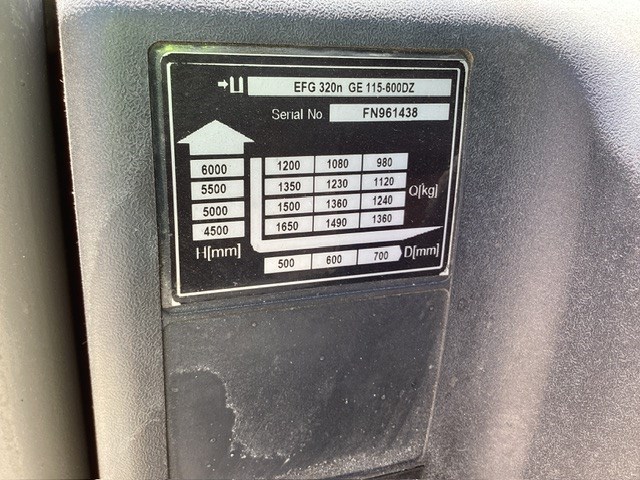 EFG 320n GE 115-600DZ
Serial No. FN961438
6000 1200 1080 980
5500 1350 1230 1120 Q[kg]
5000 1500 1360 1240
4500 1650 1490 1360
H[mm] 500 600 700 D[mm]